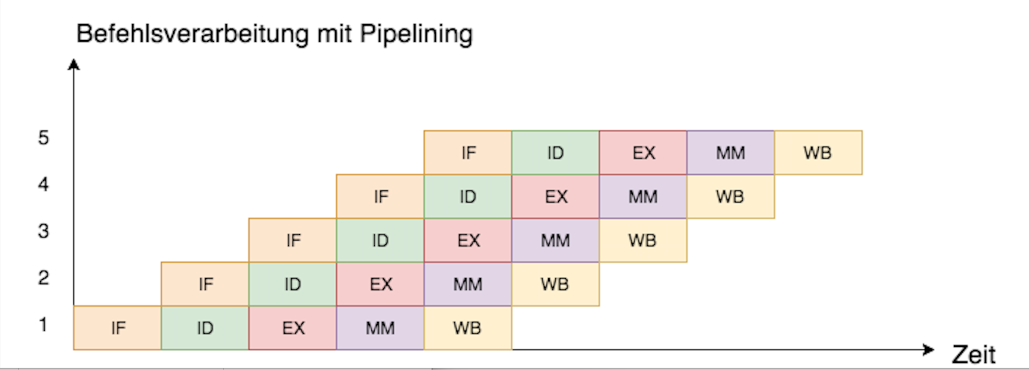 Befehlsverarbeitung mit Pipelining
5 IF ID EX MM WB
4 IF ID EX MM WB
3 IF ID EX MM WB
2 IF ID EX MM WB
1 IF ID EX MM WB
Zeit